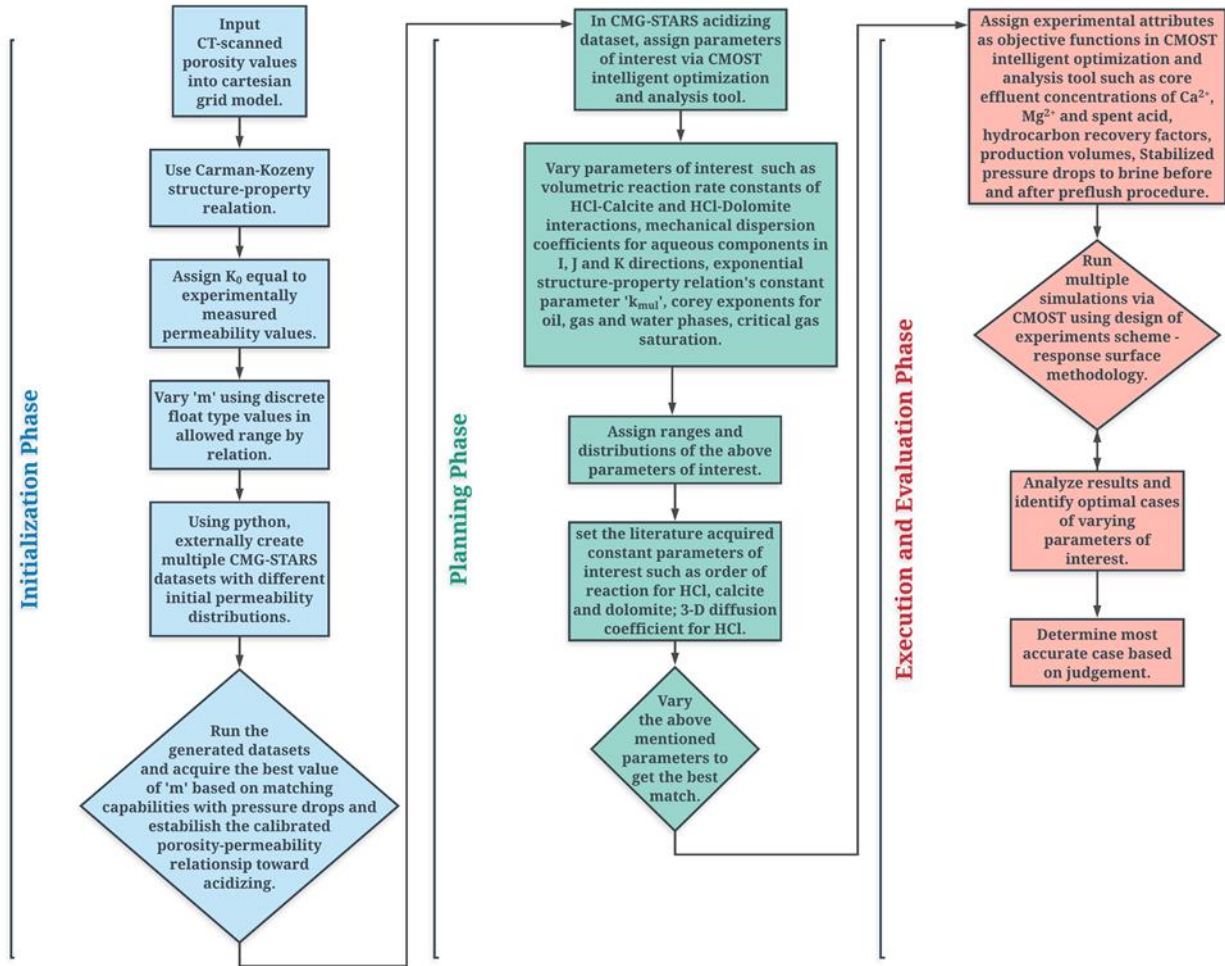 Initialization Phase
Input
CT-scanned
porosity values
into cartesian
grid model.
Use Carman-Kozeny
structure-property
realation.
Assign K₀ equal to
experimentally
measured
permeability values.
Vary 'm' using discrete
float type values in
allowed range by
relation.
Using python,
externally create
multiple CMG-STARS
datasets with different
initial permeability
distributions.
Run the
generated datasets
and acquire the best value
of 'm' based on matching
capabilities with pressure drops and
estabilish the calibrated
porosity-permeability
relationsip toward
acidizing.
Planning Phase
In CMG-STARS acidizing
dataset, assign parameters
of interest via CMOST
intelligent optimization
and analysis tool.
Vary parameters of interest such as
volumetric reaction rate constants of
HCl-Calcite and HCl-Dolomite
interactions, mechanical dispersion
coefficients for aqueous components in
I, J and K directions, exponential
structure-property relation's constant
parameter 'kₘᵤₗ', corey exponents for
oil, gas and water phases, critical gas
saturation.
Assign ranges and
distributions of the above
parameters of interest.
set the literature acquired
constant parameters of
interest such as order of
reaction for HCl, calcite
and dolomite; 3-D diffusion
coefficient for HCl.
Vary
the above
mentioned
parameters to
get the best
match.
Execution and Evaluation Phase
Assign experimental attributes
as objective functions in CMOST
intelligent optimization and
analysis tool such as core
effluent concentrations of Ca²⁺,
Mg²⁺ and spent acid,
hydrocarbon recovery factors,
production volumes, Stabilized
pressure drops to brine before
and after preflush procedure.
Run
multiple
simulations via
CMOST using design of
experiments scheme -
response surface
methodology.
Analyze results and
identify optimal cases
of varying
parameters of
interest.
Determine most
accurate case based
on judgement.